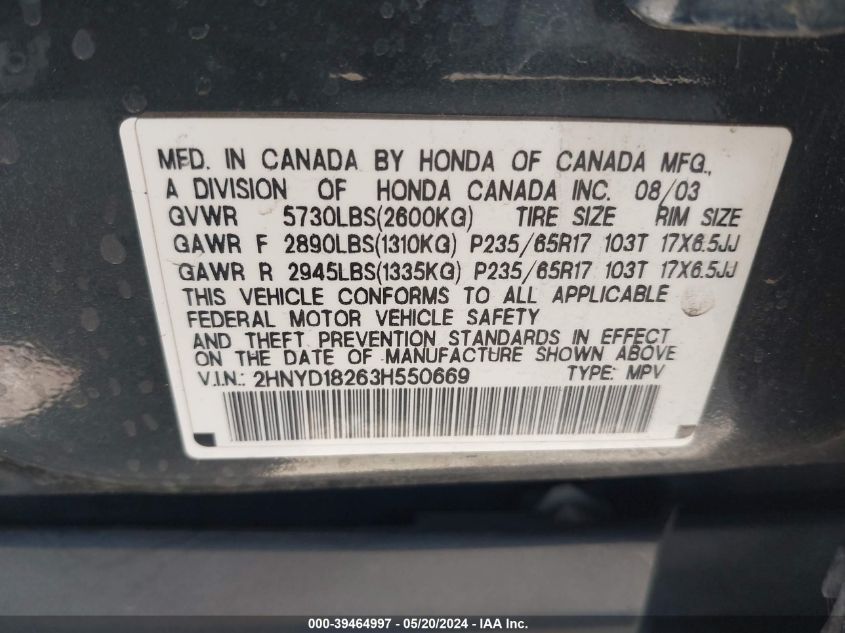 MFD. IN CANADA BY HONDA OF CANADA MFG.,
A DIVISION OF HONDA CANADA INC. 08/03
GVWR 5730LBS(2600KG) TIRE SIZE RIM SIZE
GAWR F 2890LBS(1310KG) P235/65R17 103T 17X6.5JJ
GAWR R 2945LBS(1335KG) P235/65R17 103T 17X6.5JJ
THIS VEHICLE CONFORMS TO ALL APPLICABLE
FEDERAL MOTOR VEHICLE SAFETY
AND THEFT PREVENTION STANDARDS IN EFFECT
ON THE DATE OF MANUFACTURE SHOWN ABOVE
V.I.N.: 2HNYD18263H550669 TYPE: MPV
000-39464997 - 05/20/2024 - IAA Inc.